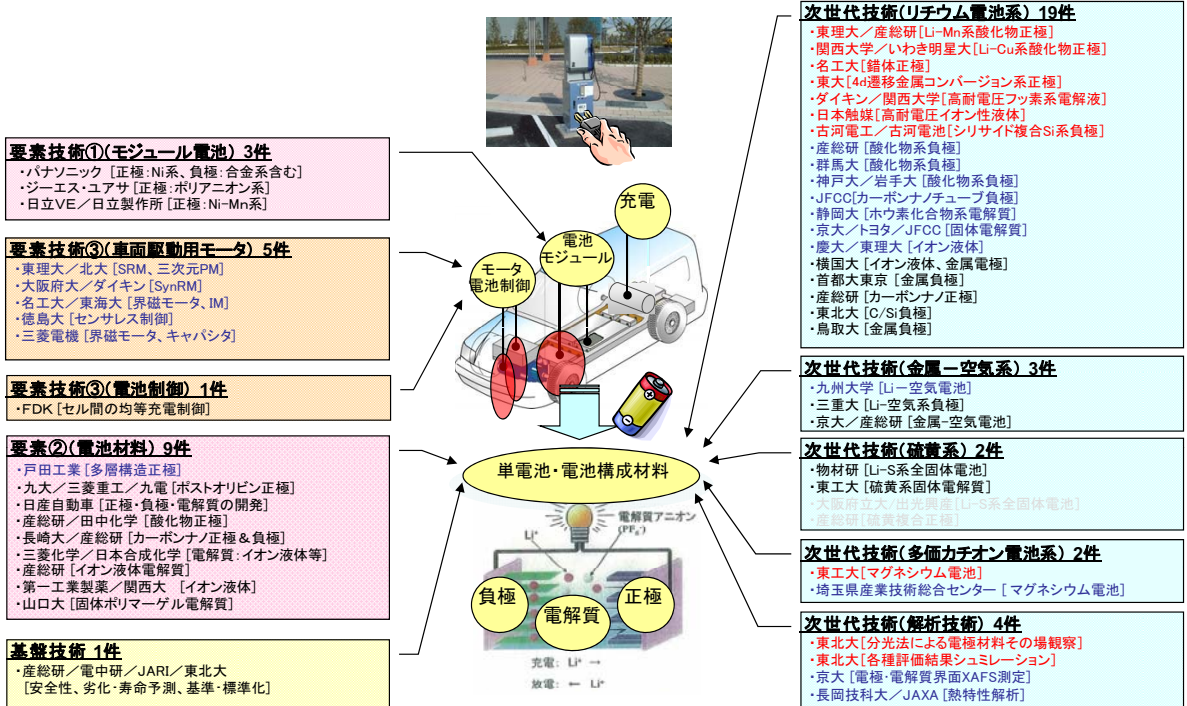 要素技術①(モジュール電池) 3件
・パナソニック [正極:Ni系、負極:合金系含む]
・ジーエス・ユアサ [正極:ポリアニオン系]
・日立VE/日立製作所 [正極:Ni-Mn系]
要素技術③(車両駆動用モータ) 5件
・東理大/北大 [SRM、三次元PM]
・大阪府大/ダイキン [SynRM]
・名工大/東海大 [界磁モータ、IM]
・徳島大 [センサレス制御]
・三菱電機 [界磁モータ、キャパシタ]
要素技術③(電池制御) 1件
・FDK [セル間の均等充電制御]
要素②(電池材料) 9件
・戸田工業 [多層構造正極]
・九大/三菱重工/九電 [ポストオリビン正極]
・日産自動車 [正極・負極・電解質の開発]
・産総研/田中化学 [酸化物正極]
・長崎大/産総研 [カーボンナノ正極&負極]
・三菱化学/日本合成化学 [電解質:イオン液体等]
・産総研 [イオン液体電解質]
・第一工業製薬/関西大 [イオン液体]
・山口大 [固体ポリマーゲル電解質]
基盤技術 1件
・産総研/電中研/JARI/東北大
[安全性、劣化・寿命予測、基準・標準化]
充電
電池
モジュール
モータ
電池制御
単電池・電池構成材料
電解質アニオン
(PF₆⁻)
Li⁺
負極
電解質
正極
充電: Li⁺ →
放電: ← Li⁺
次世代技術(リチウム電池系) 19件
・東理大/産総研[Li-Mn系酸化物正極]
・関西大学/いわき明星大[Li-Cu系酸化物正極]
・名工大[錯体正極]
・東大[4d遷移金属コンバージョン系正極]
・ダイキン/関西大学[高耐電圧フッ素系電解液]
・日本触媒[高耐電圧イオン性液体]
・古河電工/古河電池[シリサイド複合Si系負極]
・産総研 [酸化物系負極]
・群馬大 [酸化物系負極]
・神戸大/岩手大 [酸化物系負極]
・JFCC[カーボンナノチューブ負極]
・静岡大 [ホウ素化合物系電解質]
・京大/トヨタ/JFCC [固体電解質]
・慶大/東理大 [イオン液体]
・横国大 [イオン液体、金属電極]
・首都大東京 [金属負極]
・産総研 [カーボンナノ正極]
・東北大 [C/Si負極]
・鳥取大 [金属負極]
次世代技術(金属-空気系) 3件
・九州大学 [Li-空気電池]
・三重大 [Li-空気系負極]
・京大/産総研 [金属-空気電池]
次世代技術(硫黄系) 2件
・物材研 [Li-S系全固体電池]
・東工大 [硫黄系固体電解質]
・大阪府立大/出光興産[Li-S系全固体電池]
・産総研[硫黄複合正極]
次世代技術(多価カチオン電池系) 2件
・東工大[マグネシウム電池]
・埼玉県産業技術総合センター [ マグネシウム電池]
次世代技術(解析技術) 4件
・東北大[分光法による電極材料その場観察]
・東北大[各種評価結果シュミレーション]
・京大 [電極・電解質界面XAFS測定]
・長岡技科大/JAXA [熱特性解析]